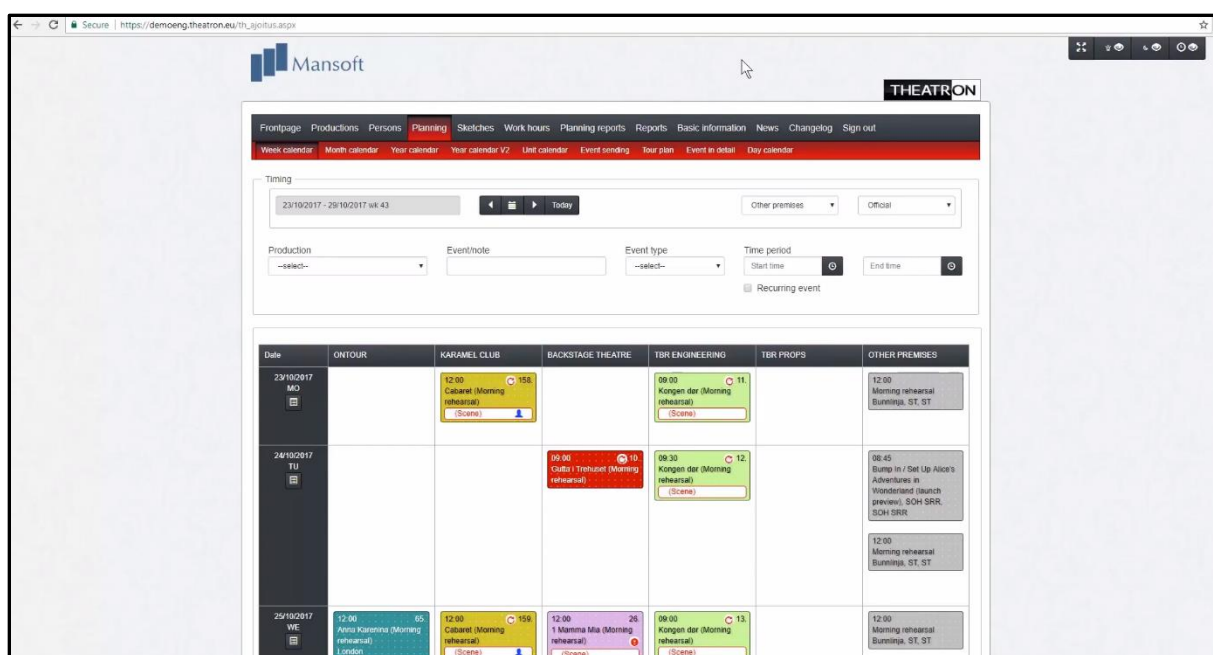 Secure | https://demoeng.theatron.eu/th_ajoitus.aspx
Mansoft
THEATRON
Frontpage Productions Persons Planning Sketches Work hours Planning reports Reports Basic information News Changelog Sign out
Week calendar Month calendar Year calendar Year calendar V2 Unit calendar Event sending Tour plan Event in detail Day calendar
Timing
23/10/2017 - 29/10/2017 wk 43
Today
Other premises
Official
Production Event/note Event type Time period
--select--
--select--
Start time
End time
Recurring event
Date ONTOUR KARAMEL CLUB BACKSTAGE THEATRE TBR ENGINEERING TBR PROPS OTHER PREMISES
23/10/2017
MO
12:00 158.
Cabaret (Morning
rehearsal)
(Scene)
09:00 11.
Kongen dør (Morning
rehearsal)
(Scene)
12:00
Morning rehearsal
Bunninja, ST, ST
24/10/2017
TU
09:00 10.
Gutta i Trehuset (Morning
rehearsal)
09:30 12.
Kongen dør (Morning
rehearsal)
(Scene)
08:45
Bump In / Set Up Alice's
Adventures in
Wonderland (launch
preview), SOH SRR,
SOH SRR
12:00
Morning rehearsal
Bunninja, ST, ST
25/10/2017
WE
12:00 65.
Anna Karenina (Morning
rehearsal)
London
12:00 159.
Cabaret (Morning
rehearsal)
(Scene)
12:00 26.
1 Mamma Mia (Morning
rehearsal)
(Scene)
09:00 13.
Kongen dør (Morning
rehearsal)
(Scene)
12:00
Morning rehearsal
Bunninja, ST, ST